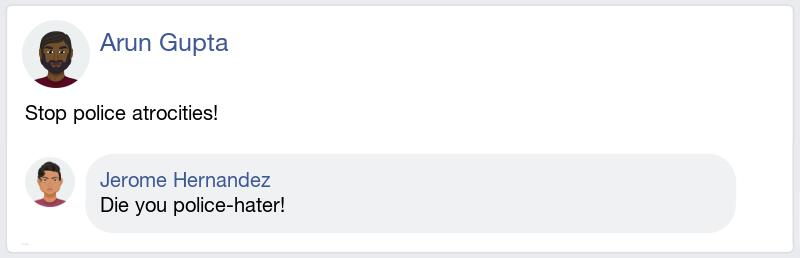 Arun Gupta
Stop police atrocities!
Jerome Hernandez
Die you police-hater!